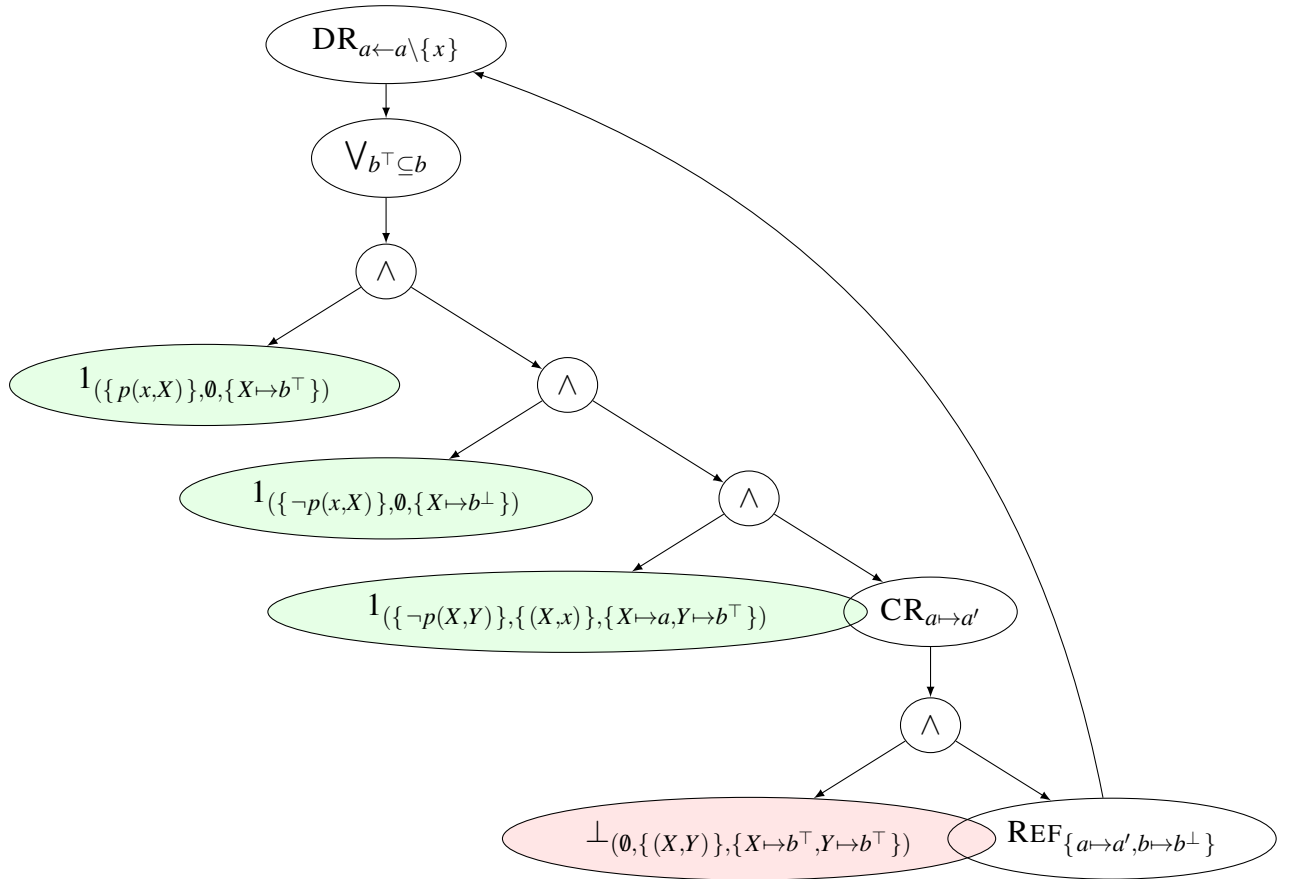 DR_{a←a\{x}}
⋁_{b^⊤⊆b}
∧
1_{({p(x,X)},∅,{X↦b^⊤})}
∧
1_{({¬p(x,X)},∅,{X↦b^⊥})}
∧
1_{({¬p(X,Y)},{(X,x)},{X↦a,Y↦b^⊤})}
CR_{a↦a′}
∧
⊥_{(∅,{(X,Y)},{X↦b^⊤,Y↦b^⊤})}
REF_{{a↦a′,b↦b^⊥}}